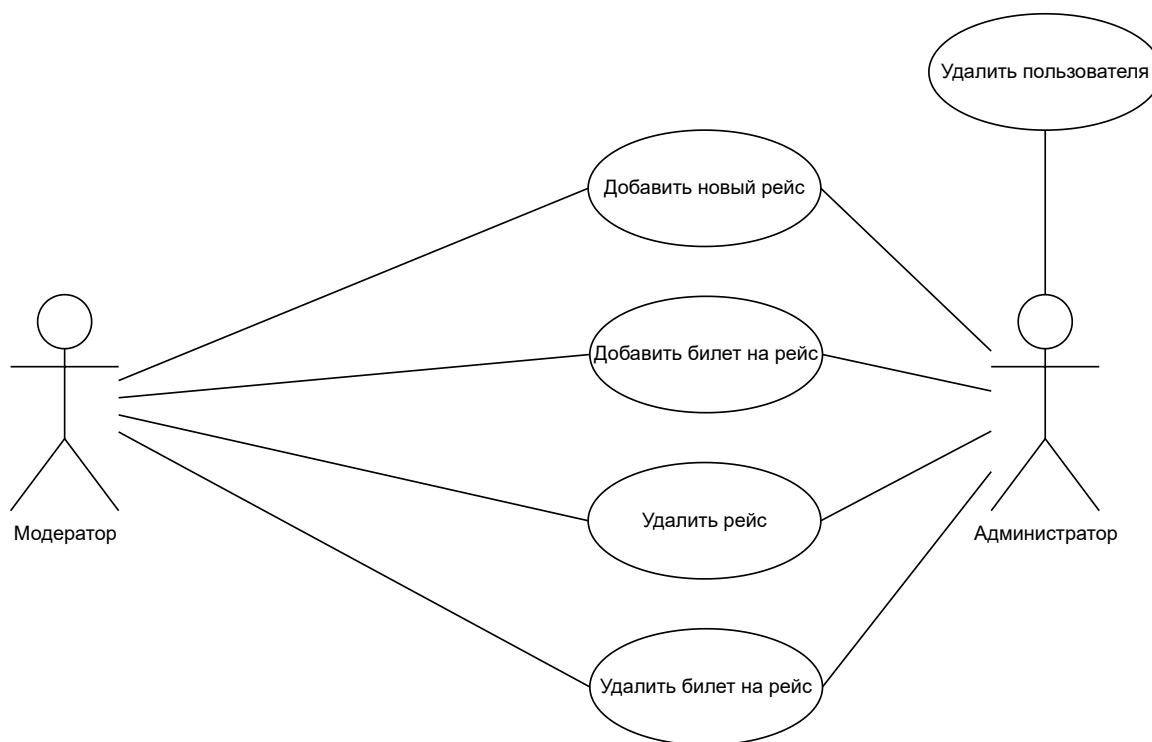 Удалить пользователя
Добавить новый рейс
Добавить билет на рейс
Удалить рейс
Модератор
Администратор
Удалить билет на рейс